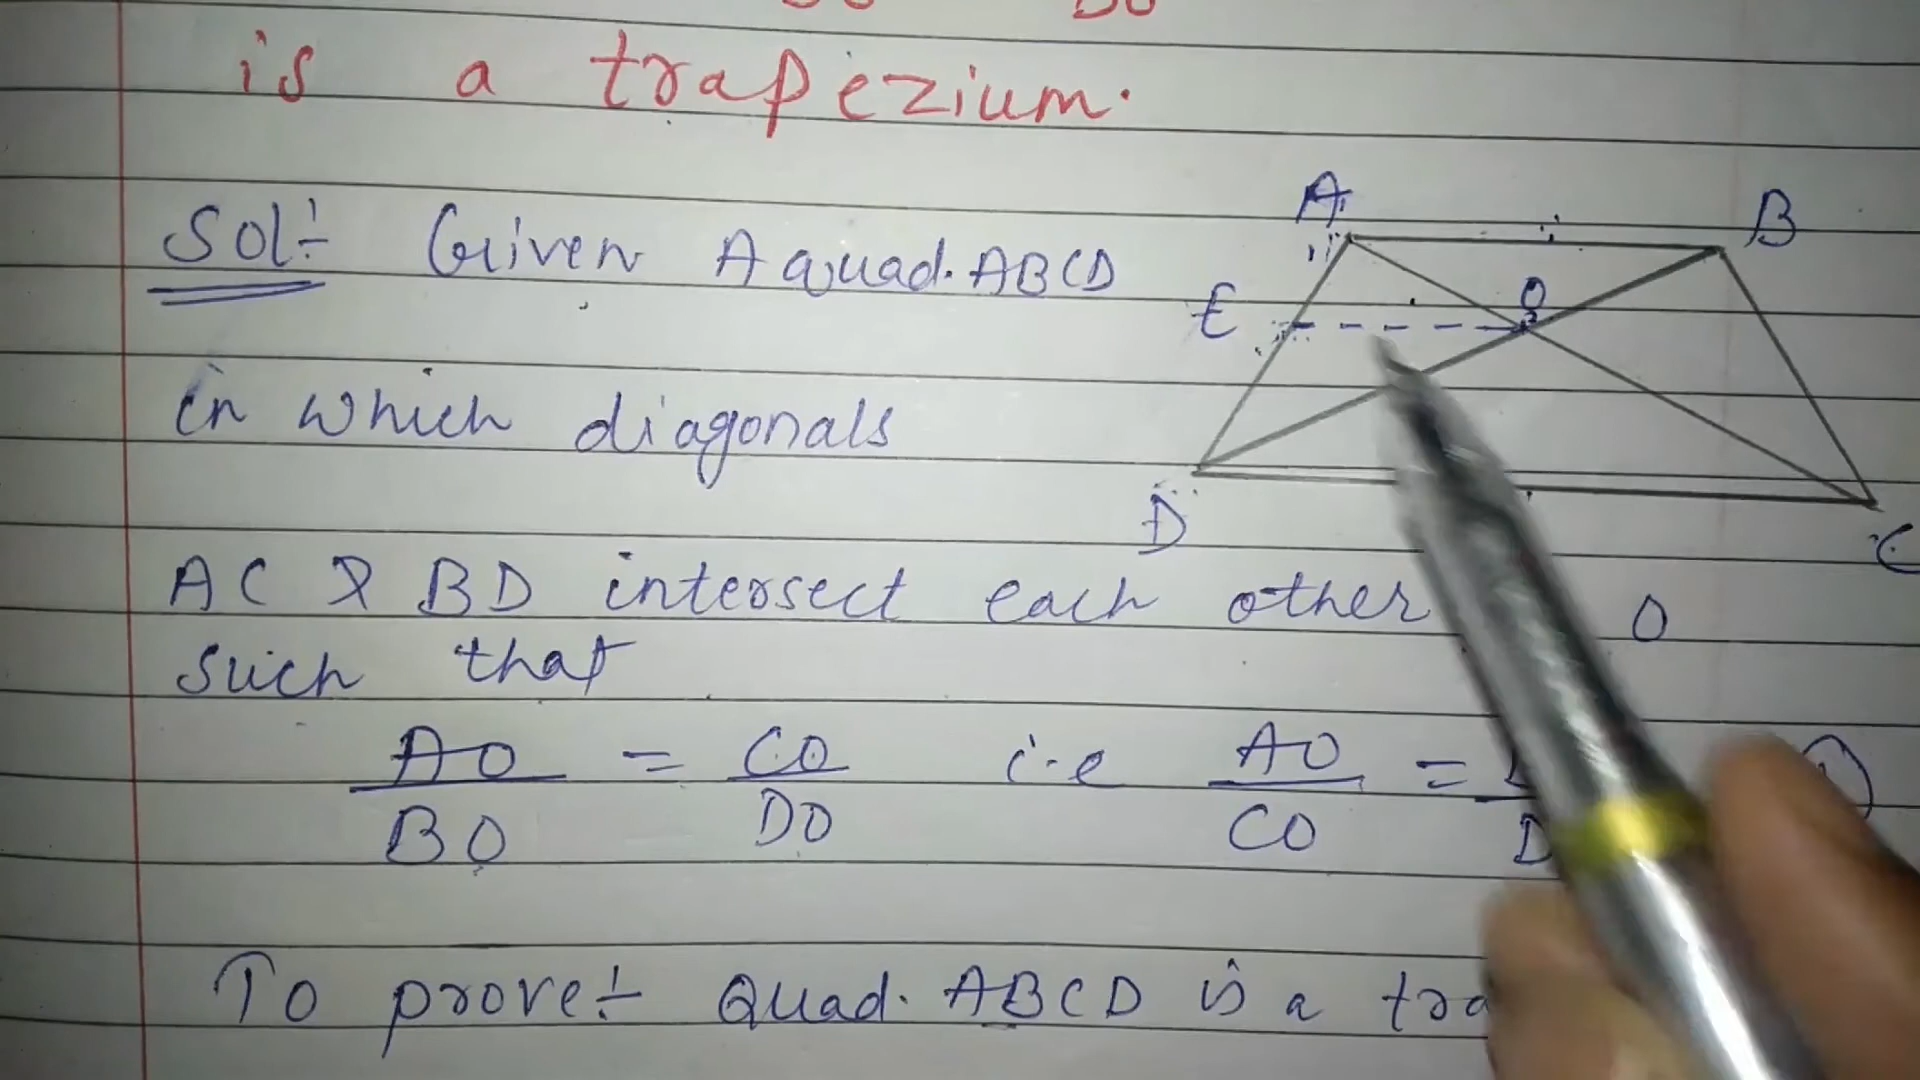 is a trapezium.
Sol:- Given A quad. ABCD
in which diagonals
AC & BD intersect each other O
such that
AO/BO = CO/DO i.e AO/CO =
To prove:- Quad. ABCD is a
A
B
E
O
D
C